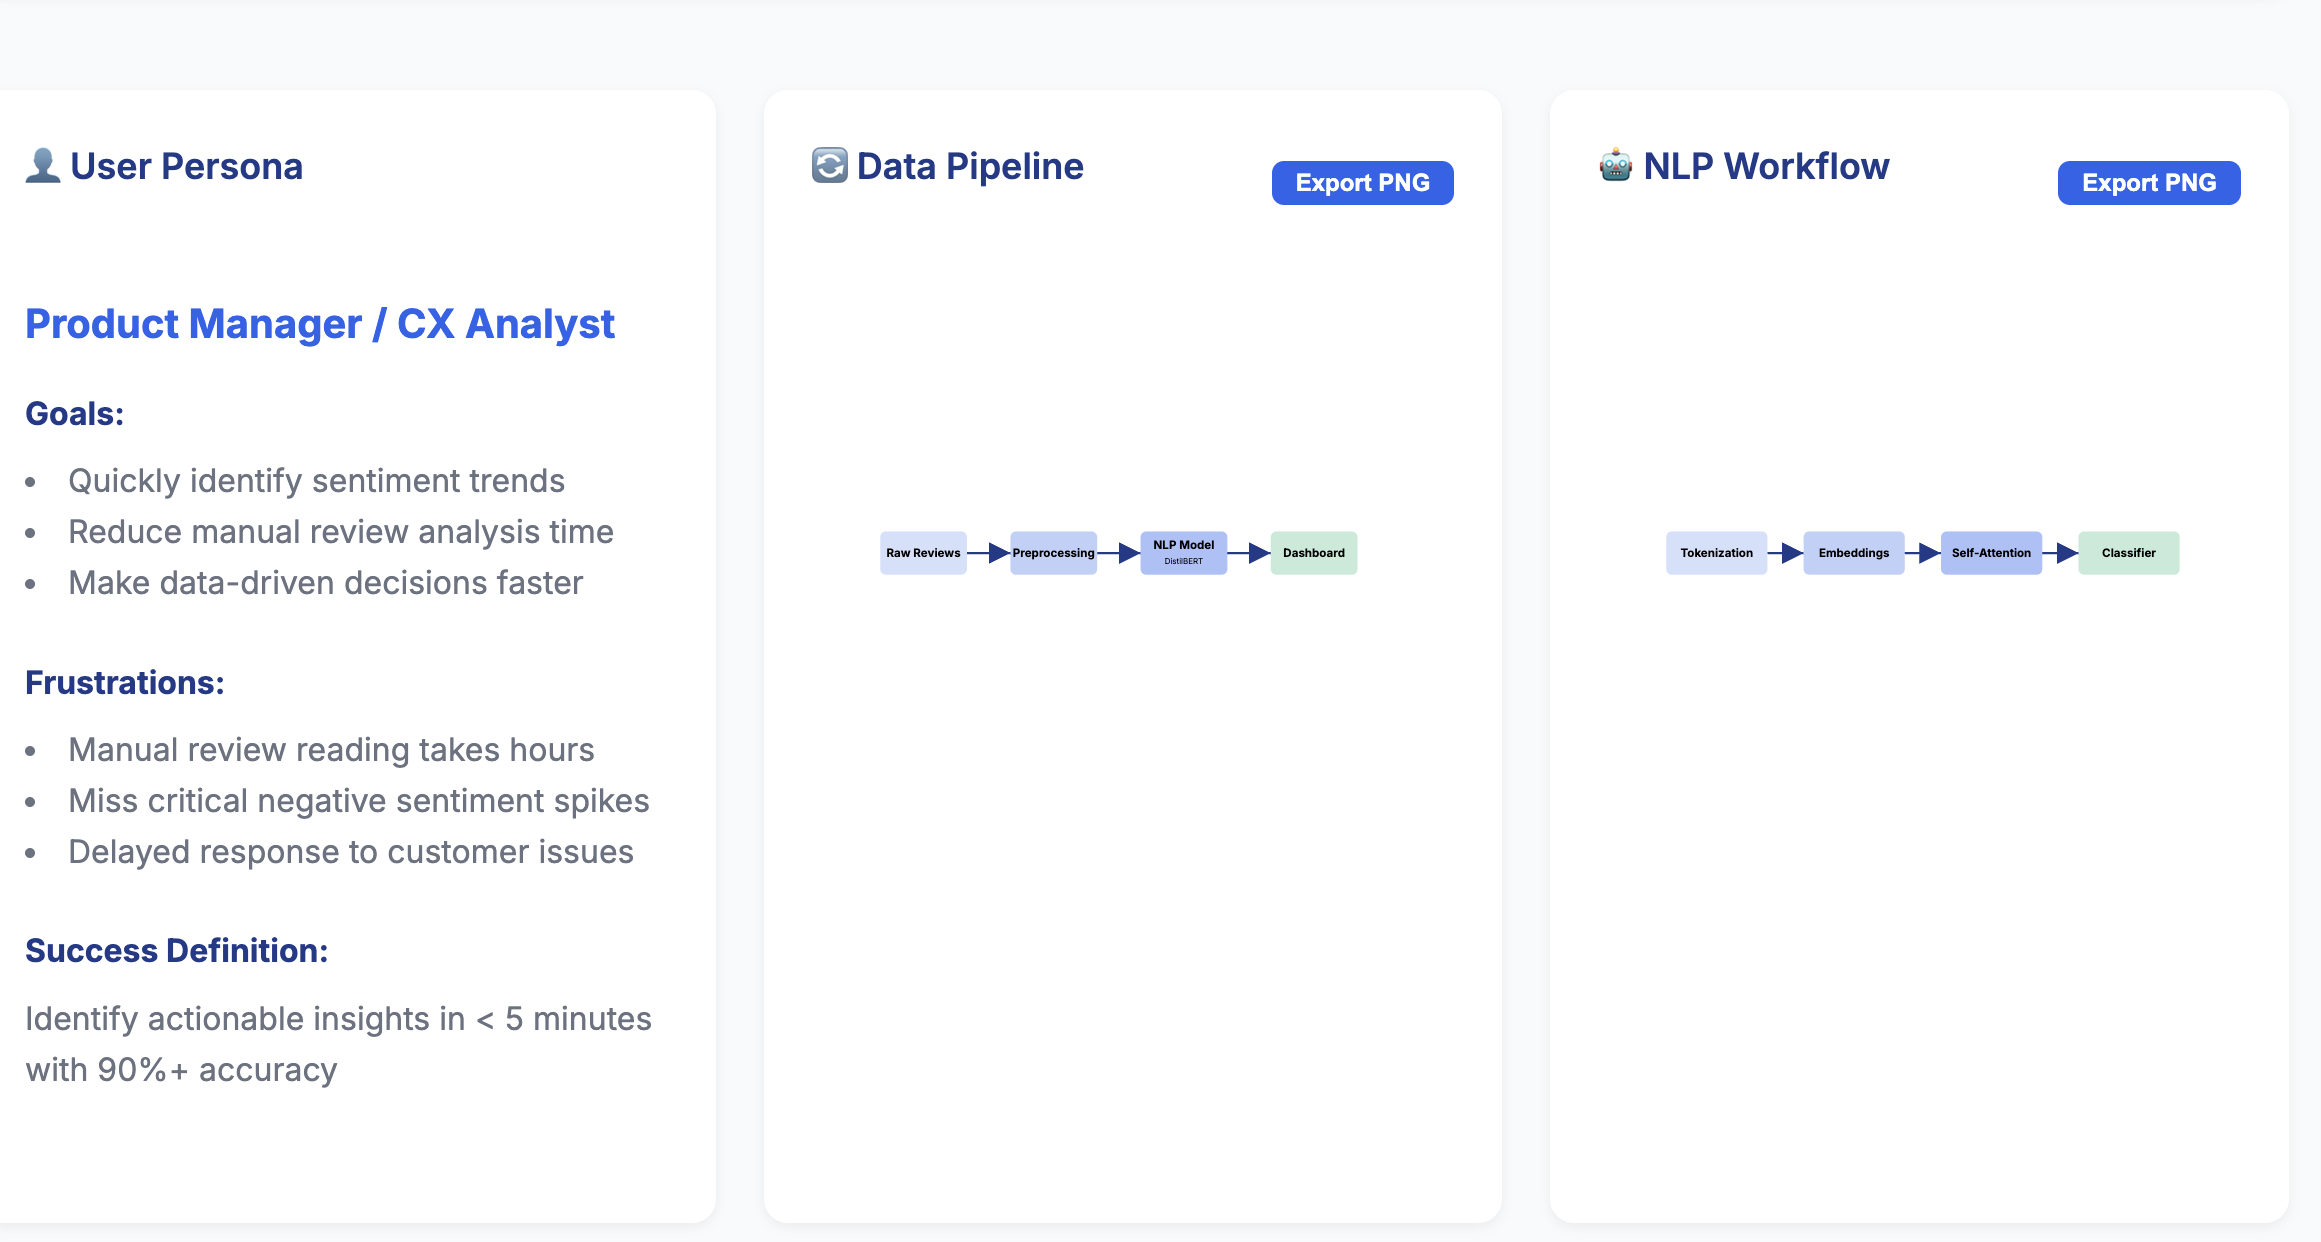 User Persona
Product Manager / CX Analyst
Goals:
• Quickly identify sentiment trends
• Reduce manual review analysis time
• Make data-driven decisions faster
Frustrations:
• Manual review reading takes hours
• Miss critical negative sentiment spikes
• Delayed response to customer issues
Success Definition:
Identify actionable insights in < 5 minutes
with 90%+ accuracy
Data Pipeline
Export PNG
Raw Reviews
Preprocessing
NLP Model
DistilBERT
Dashboard
NLP Workflow
Export PNG
Tokenization
Embeddings
Self-Attention
Classifier